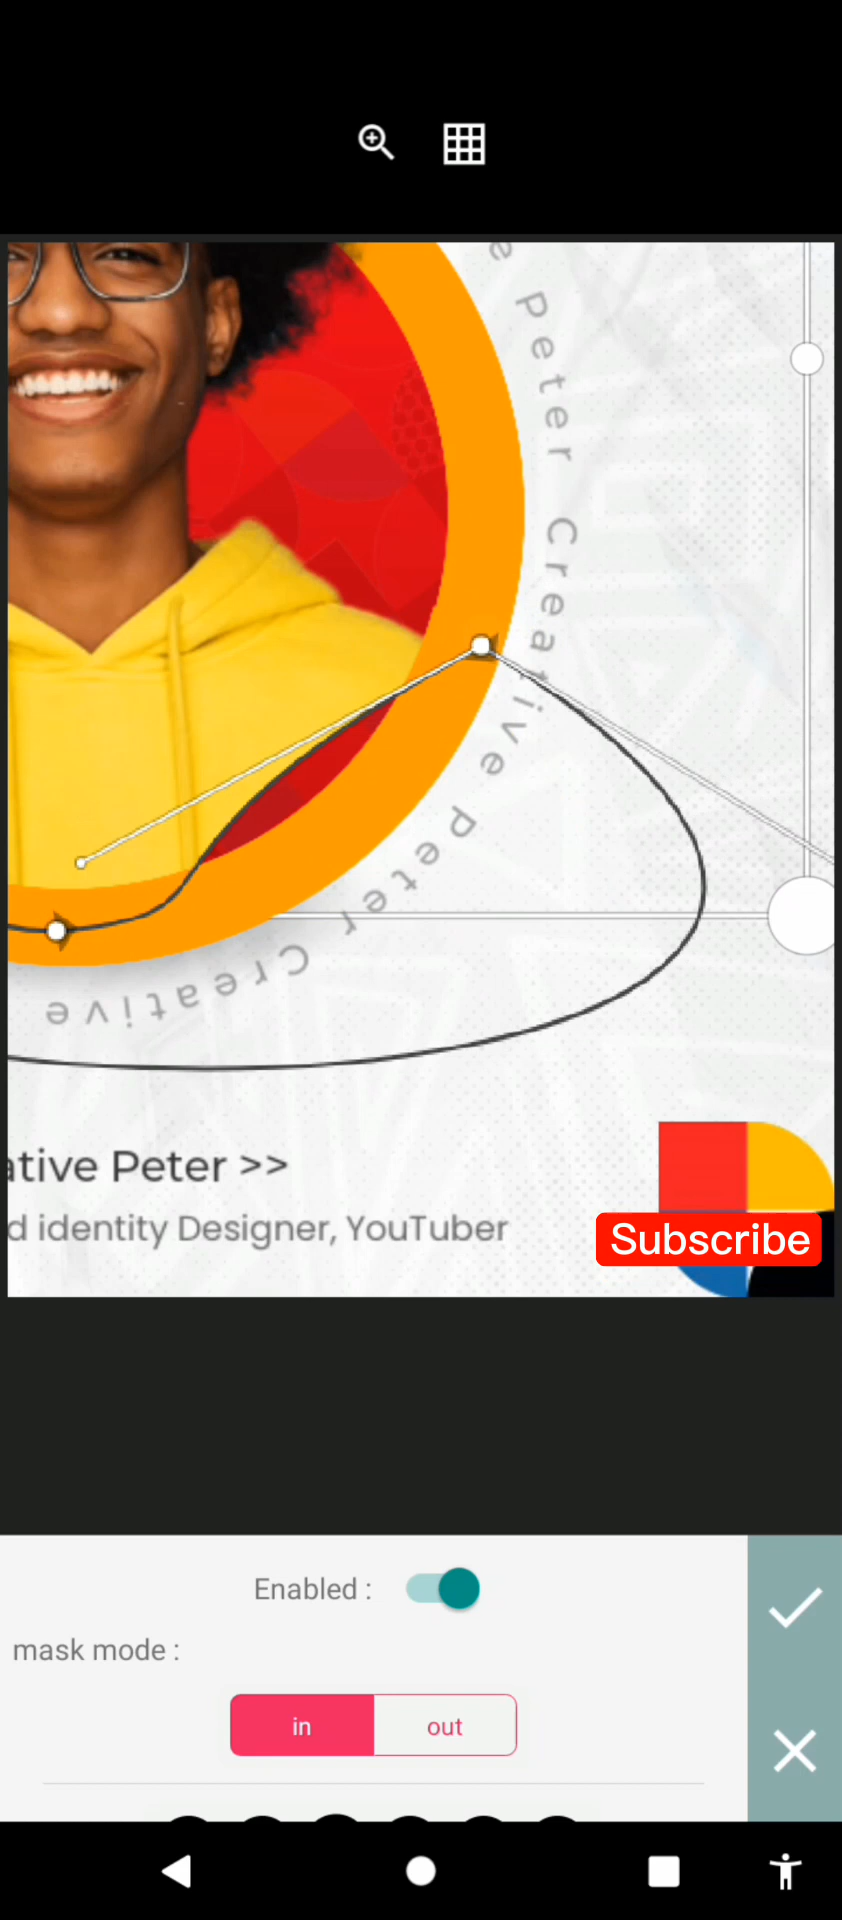 e Peter Creative Peter Creative
ative Peter >>
d identity Designer, YouTuber
Subscribe
Enabled :
mask mode :
in
out